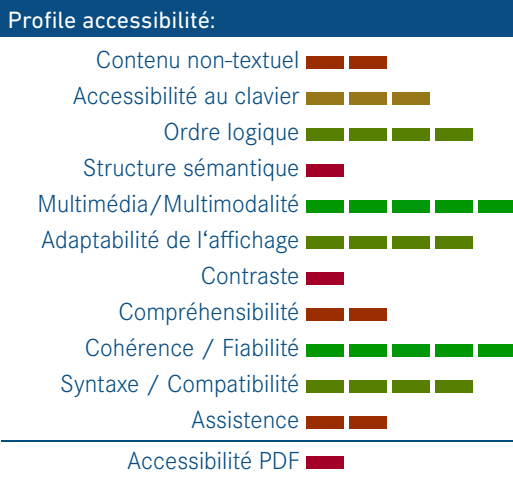 Profile accessibilité:
Contenu non-textuel
Accessibilité au clavier
Ordre logique
Structure sémantique
Multimédia/Multimodalité
Adaptabilité de l‘affichage
Contraste
Compréhensibilité
Cohérence / Fiabilité
Syntaxe / Compatibilité
Assistence
Accessibilité PDF